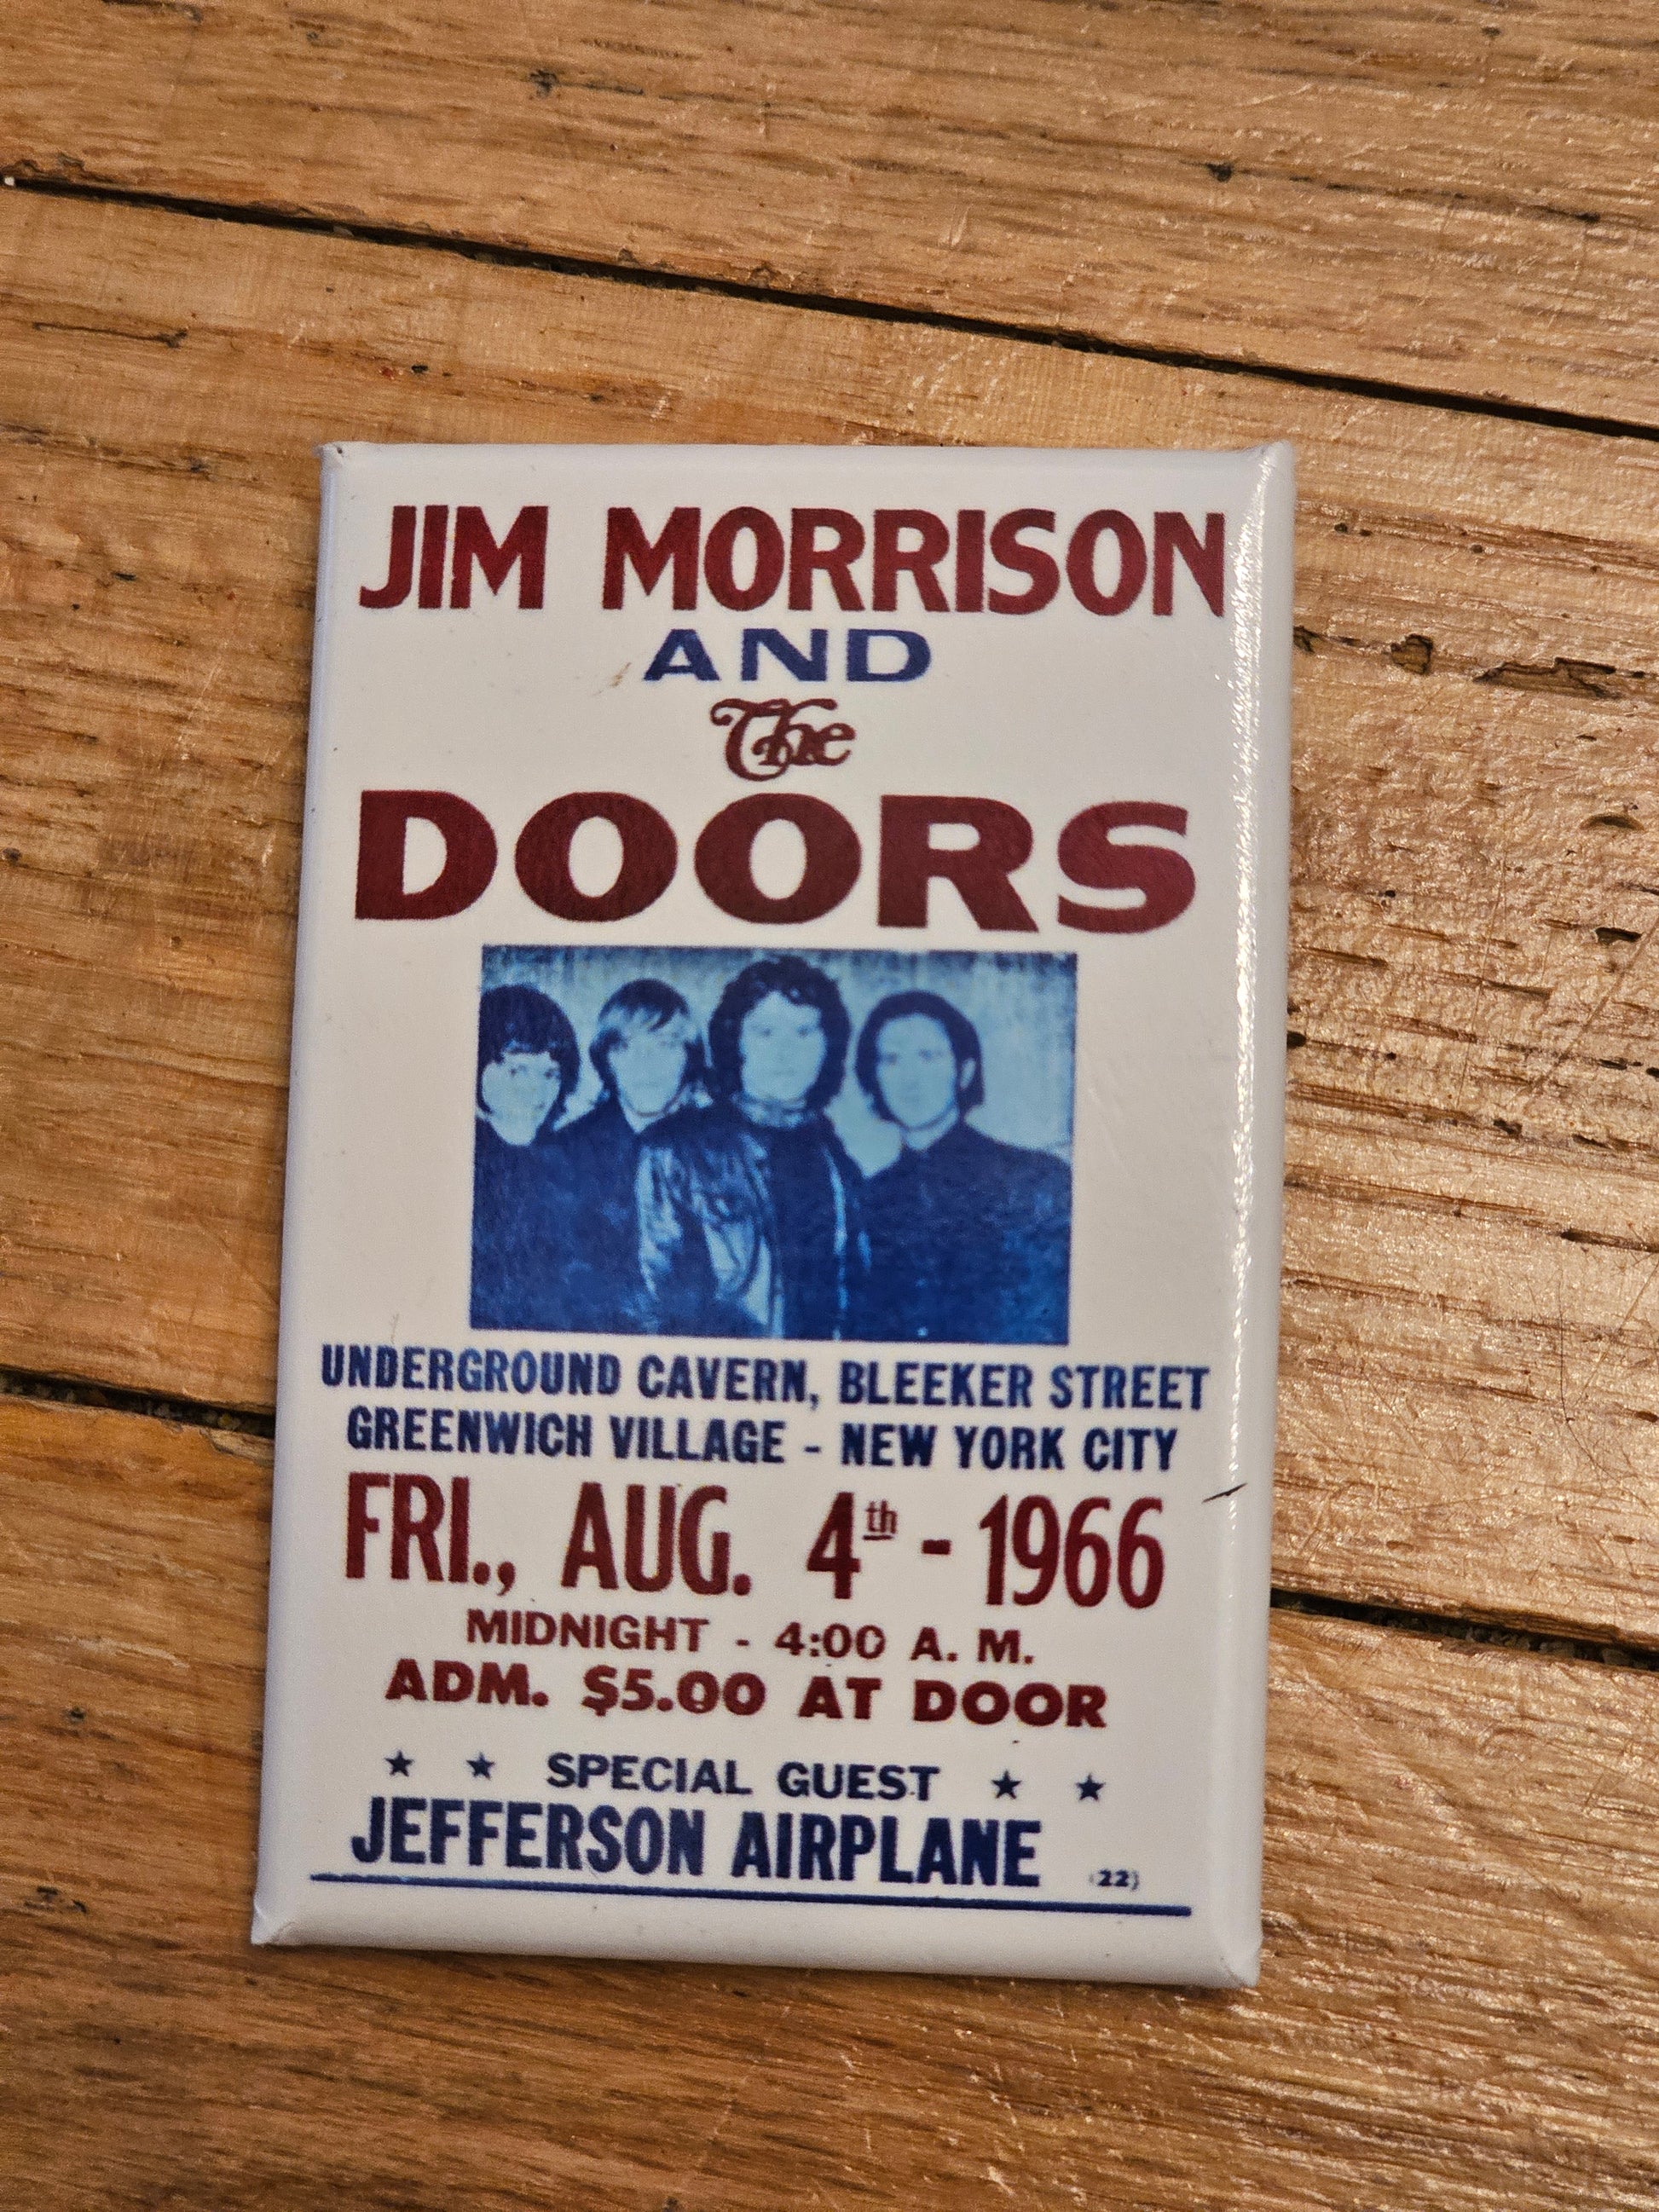 JIM MORRISON
AND
The
DOORS
UNDERGROUND CAVERN, BLEEKER STREET
GREENWICH VILLAGE - NEW YORK CITY
FRI., AUG. 4th - 1966
MIDNIGHT - 4:00 A. M.
ADM. $5.00 AT DOOR
★ ★ SPECIAL GUEST ★ ★
JEFFERSON AIRPLANE (22)